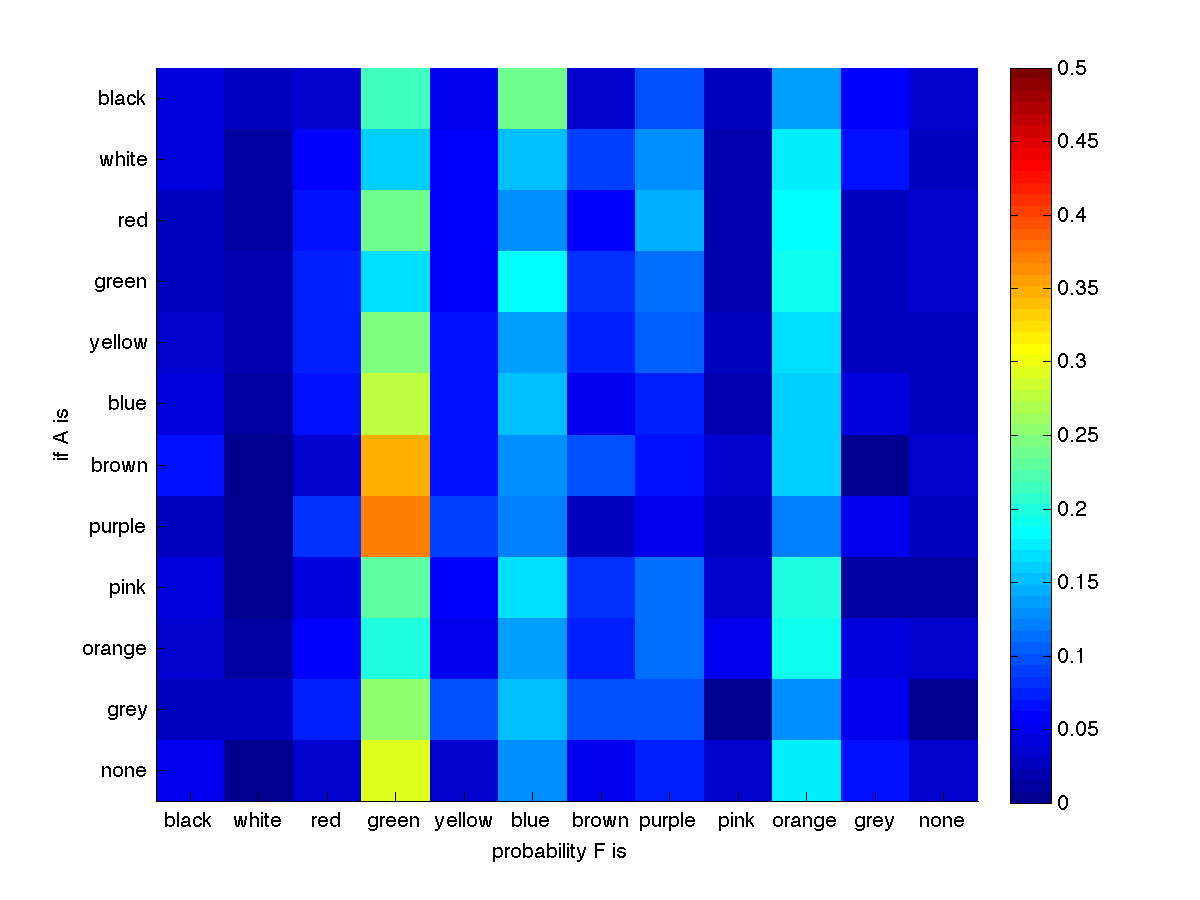 black
white
red
green
yellow
blue
brown
purple
pink
orange
grey
none
if A is
black white red green yellow blue brown purple pink orange grey none
probability F is
0.5
0.45
0.4
0.35
0.3
0.25
0.2
0.15
0.1
0.05
0